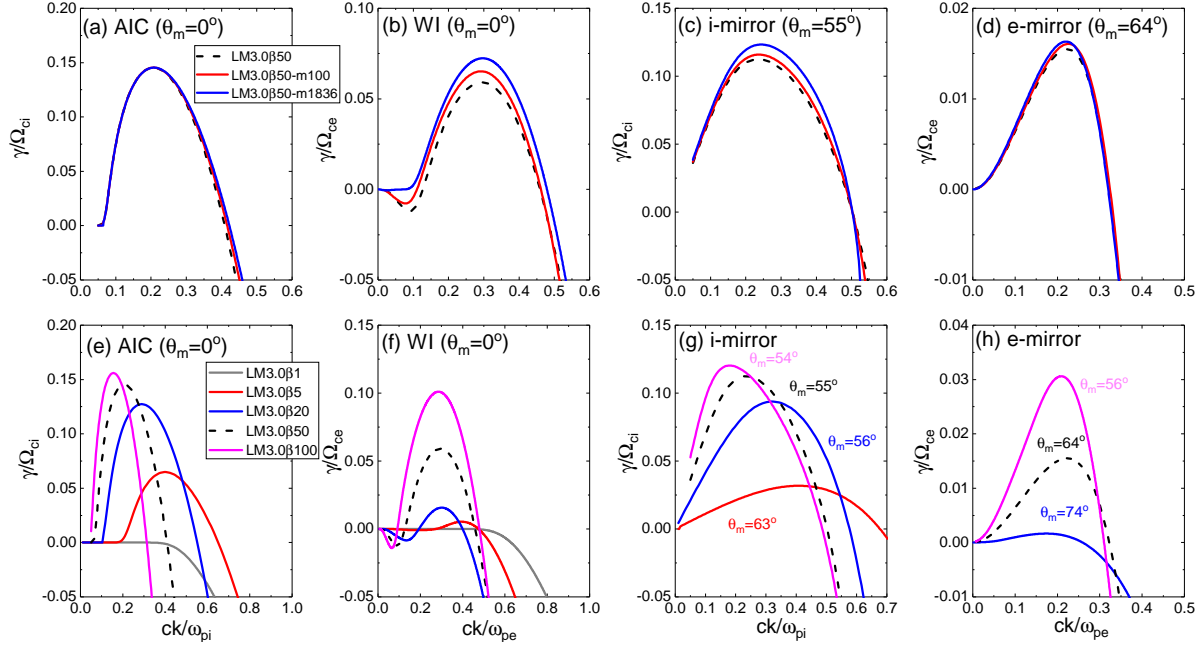 (a) AIC (θm=0°)
LM3.0β50
LM3.0β50-m100
LM3.0β50-m1836
γ/Ωci
0.20
0.15
0.10
0.05
0.00
-0.05
0.0 0.1 0.2 0.3 0.4 0.5 0.6
(b) WI (θm=0°)
γ/Ωce
0.10
0.05
0.00
-0.05
0.0 0.1 0.2 0.3 0.4 0.5 0.6
(c) i-mirror (θm=55°)
γ/Ωci
0.15
0.10
0.05
0.00
-0.05
0.0 0.1 0.2 0.3 0.4 0.5 0.6
(d) e-mirror (θm=64°)
γ/Ωce
0.02
0.01
0.00
-0.01
0.0 0.1 0.2 0.3 0.4 0.5 0.6
(e) AIC (θm=0°)
LM3.0β1
LM3.0β5
LM3.0β20
LM3.0β50
LM3.0β100
γ/Ωci
0.20
0.15
0.10
0.05
0.00
-0.05
0.0 0.2 0.4 0.6 0.8 1.0
ck/ωpi
(f) WI (θm=0°)
γ/Ωce
0.15
0.10
0.05
0.00
-0.05
0.0 0.2 0.4 0.6 0.8 1.0
ck/ωpe
(g) i-mirror
θm=54°
θm=55°
θm=56°
θm=63°
γ/Ωci
0.15
0.10
0.05
0.00
-0.05
0.0 0.1 0.2 0.3 0.4 0.5 0.6 0.7
ck/ωpi
(h) e-mirror
θm=56°
θm=64°
θm=74°
γ/Ωce
0.04
0.03
0.02
0.01
0.00
-0.01
0.0 0.1 0.2 0.3 0.4 0.5
ck/ωpe